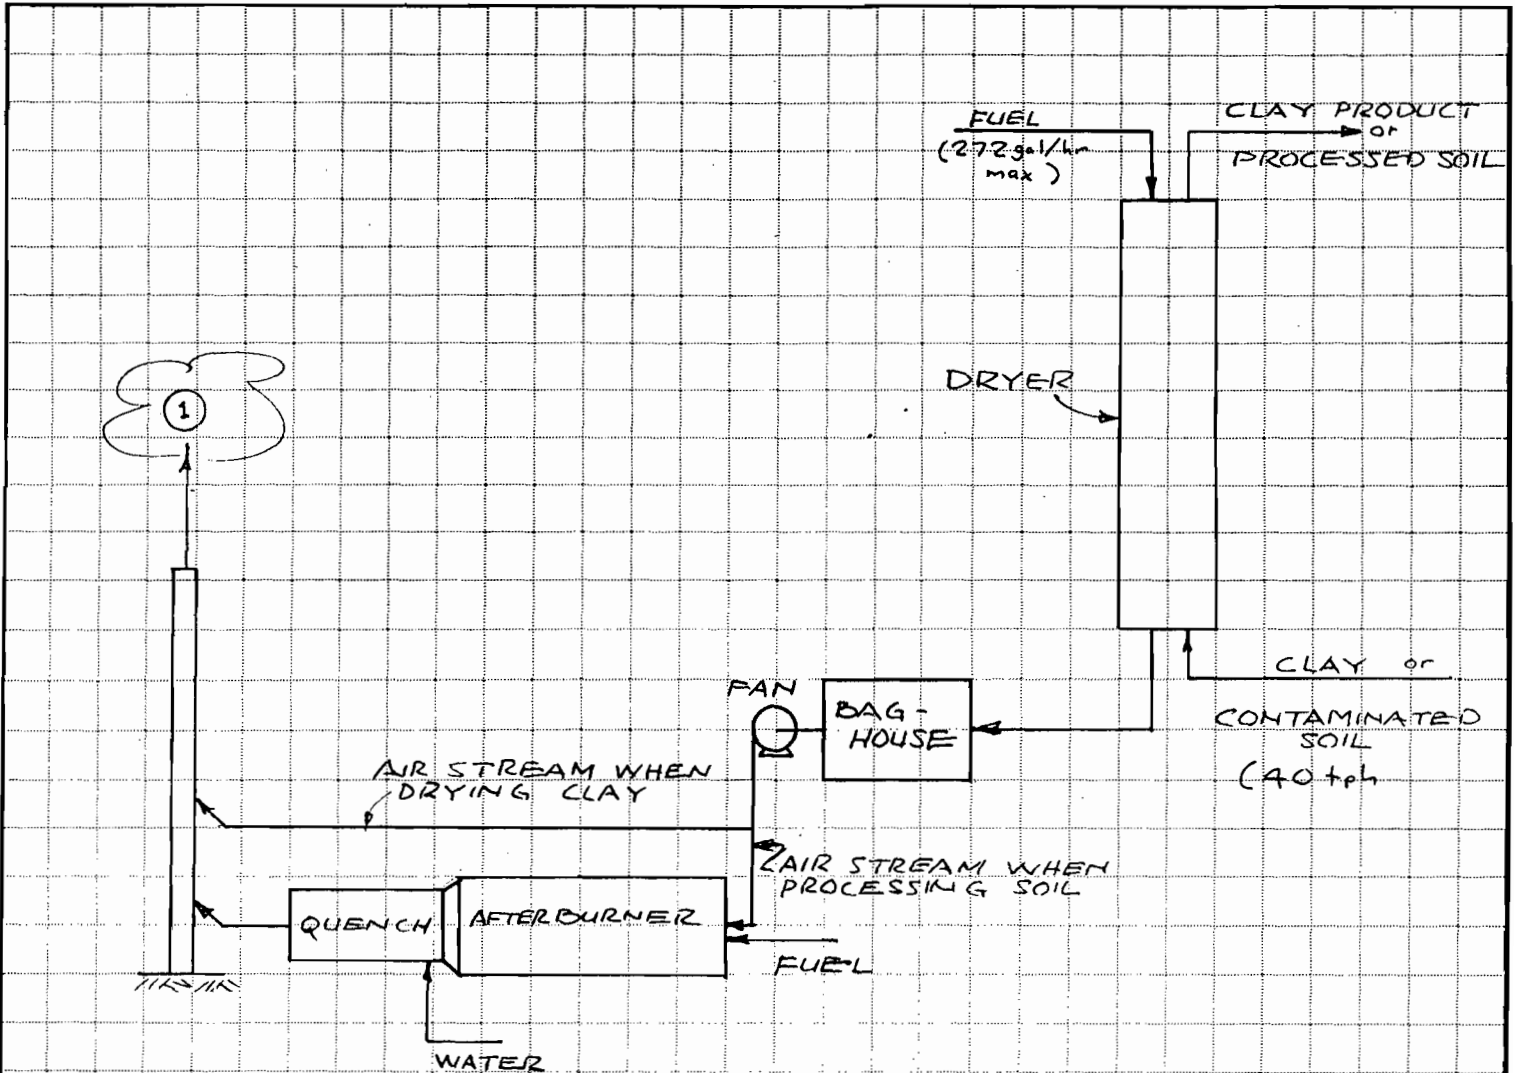 FUEL
(272 gal/hr
max )
CLAY PRODUCT
or
PROCESSED SOIL
1
DRYER
CLAY or
CONTAMINATED
SOIL
(40 tph
FAN
BAG-
HOUSE
AIR STREAM WHEN
DRYING CLAY
AIR STREAM WHEN
PROCESSING SOIL
QUENCH
AFTERBURNER
FUEL
WATER